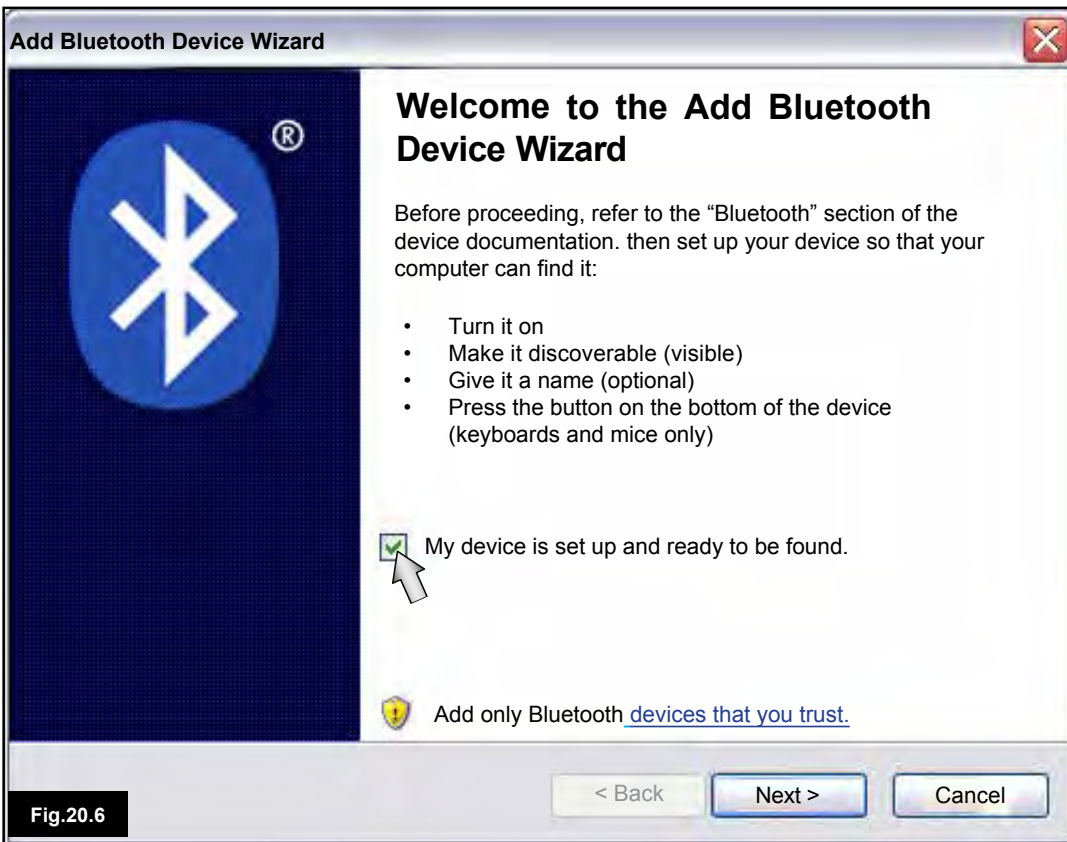 Add Bluetooth Device Wizard
®
Welcome to the Add Bluetooth
Device Wizard
Before proceeding, refer to the “Bluetooth” section of the
device documentation. then set up your device so that your
computer can find it:
• Turn it on
• Make it discoverable (visible)
• Give it a name (optional)
• Press the button on the bottom of the device
(keyboards and mice only)
My device is set up and ready to be found.
Add only Bluetooth devices that you trust.
< Back Next > Cancel
Fig.20.6